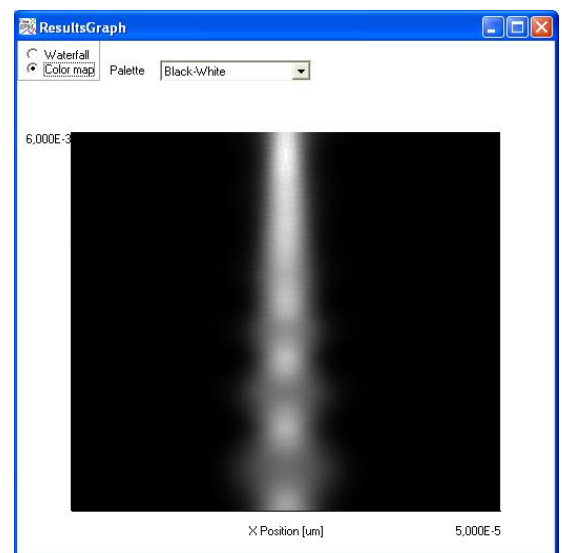 ResultsGraph
Waterfall
Color map Palette Black-White
6,000E-3
X Position [um] 5,000E-5